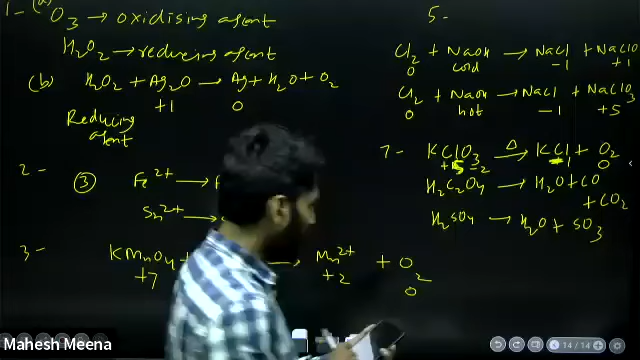 1- (a) O3 → oxidising agent
H2O2 → reducing agent
(b) H2O2 + Ag2O → Ag + H2O + O2
+1 0
Reducing agent
2- ③ Fe2+ →
Sn2+ →
3- KMnO4 + → Mn2+ + O2
+7 +2 0
5-
Cl2 + NaOH → NaCl + NaClO
0 cold -1 +1
Cl2 + NaOH → NaCl + NaClO3
0 hot -1 +5
7- KClO3 Δ→ KCl + O2
+5 -2 -1 0
H2C2O4 → H2O + CO + CO2
H2SO4 → H2O + SO3
Mahesh Meena
14 / 14